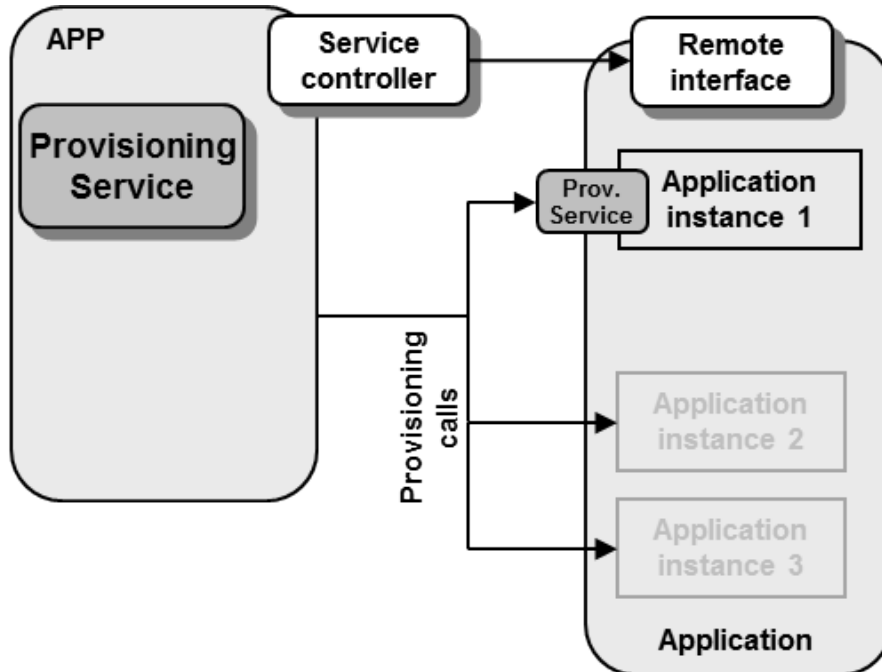 APP
Service
controller
Remote
interface
Provisioning
Service
Prov.
Service
Application
instance 1
Provisioning
calls
Application
instance 2
Application
instance 3
Application